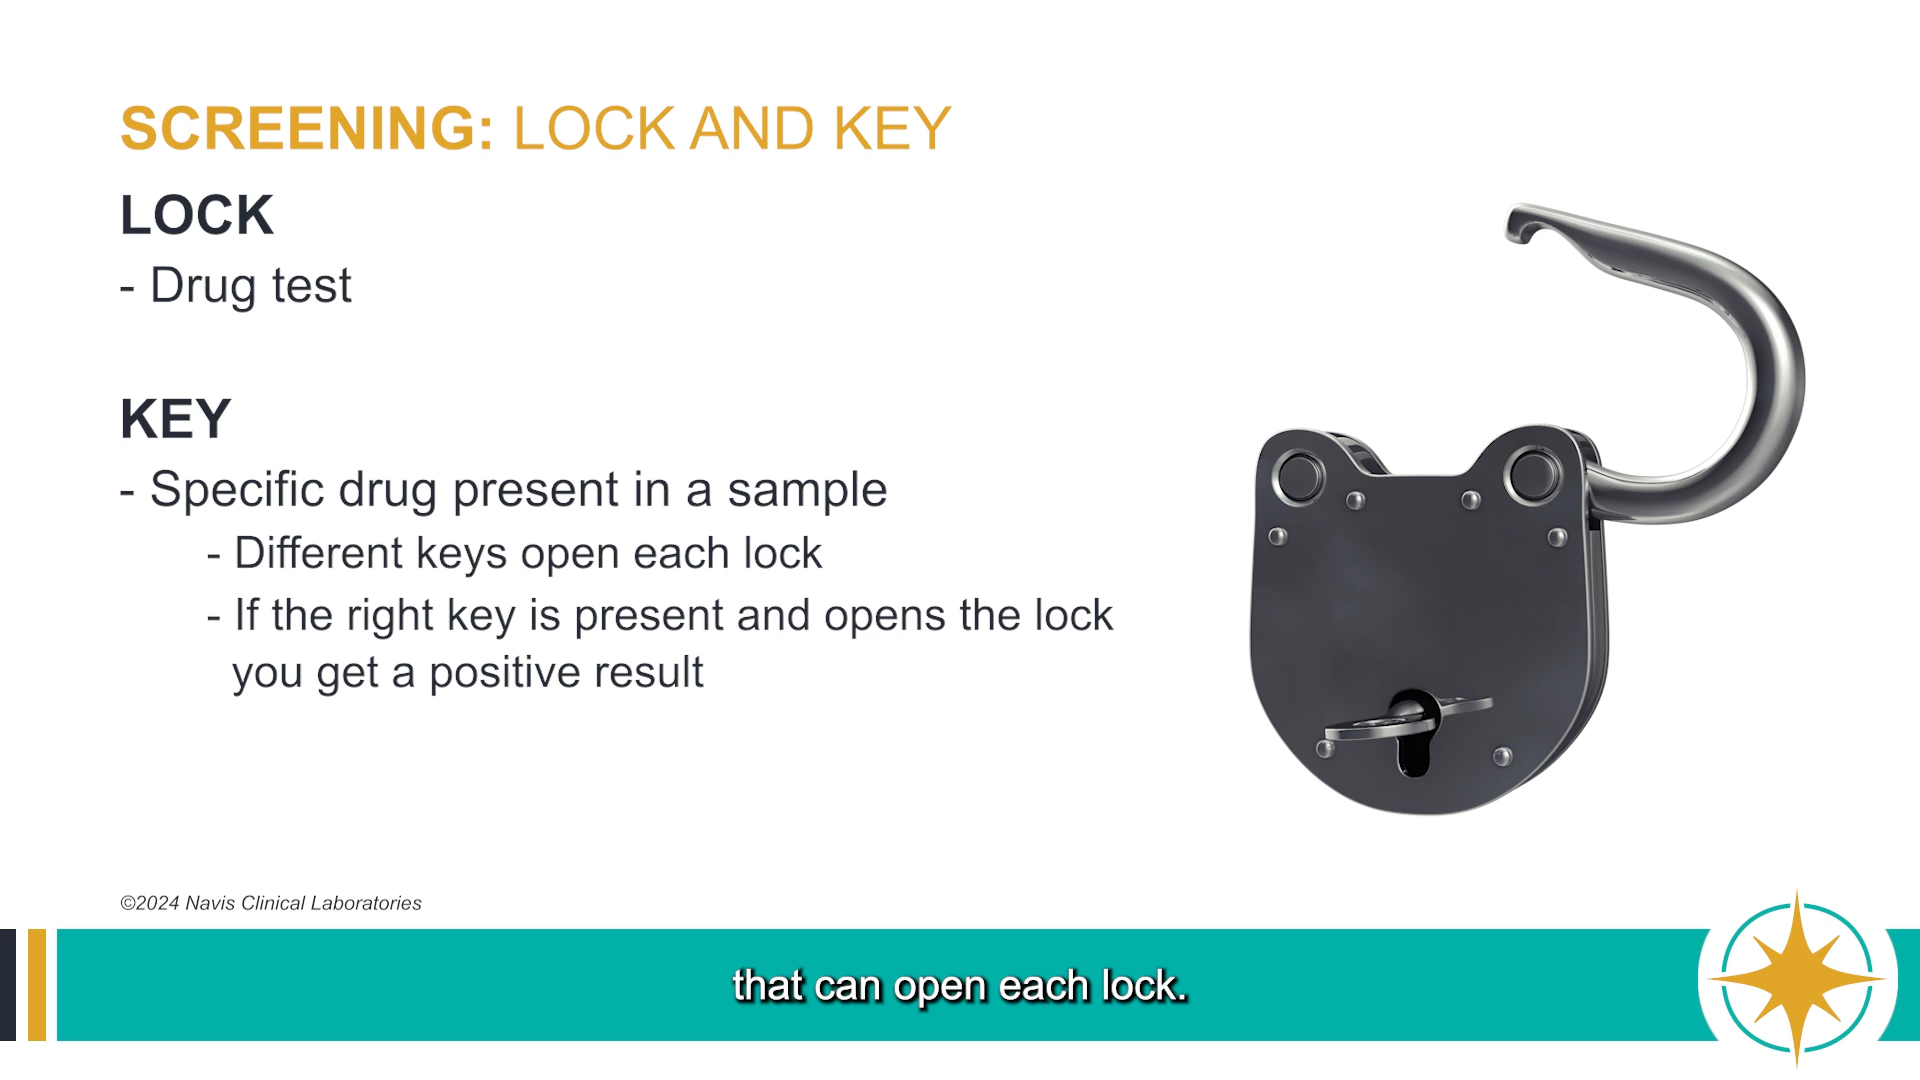 SCREENING: LOCK AND KEY
LOCK
- Drug test
KEY
- Specific drug present in a sample
- Different keys open each lock
- If the right key is present and opens the lock
you get a positive result
©2024 Navis Clinical Laboratories
that can open each lock.